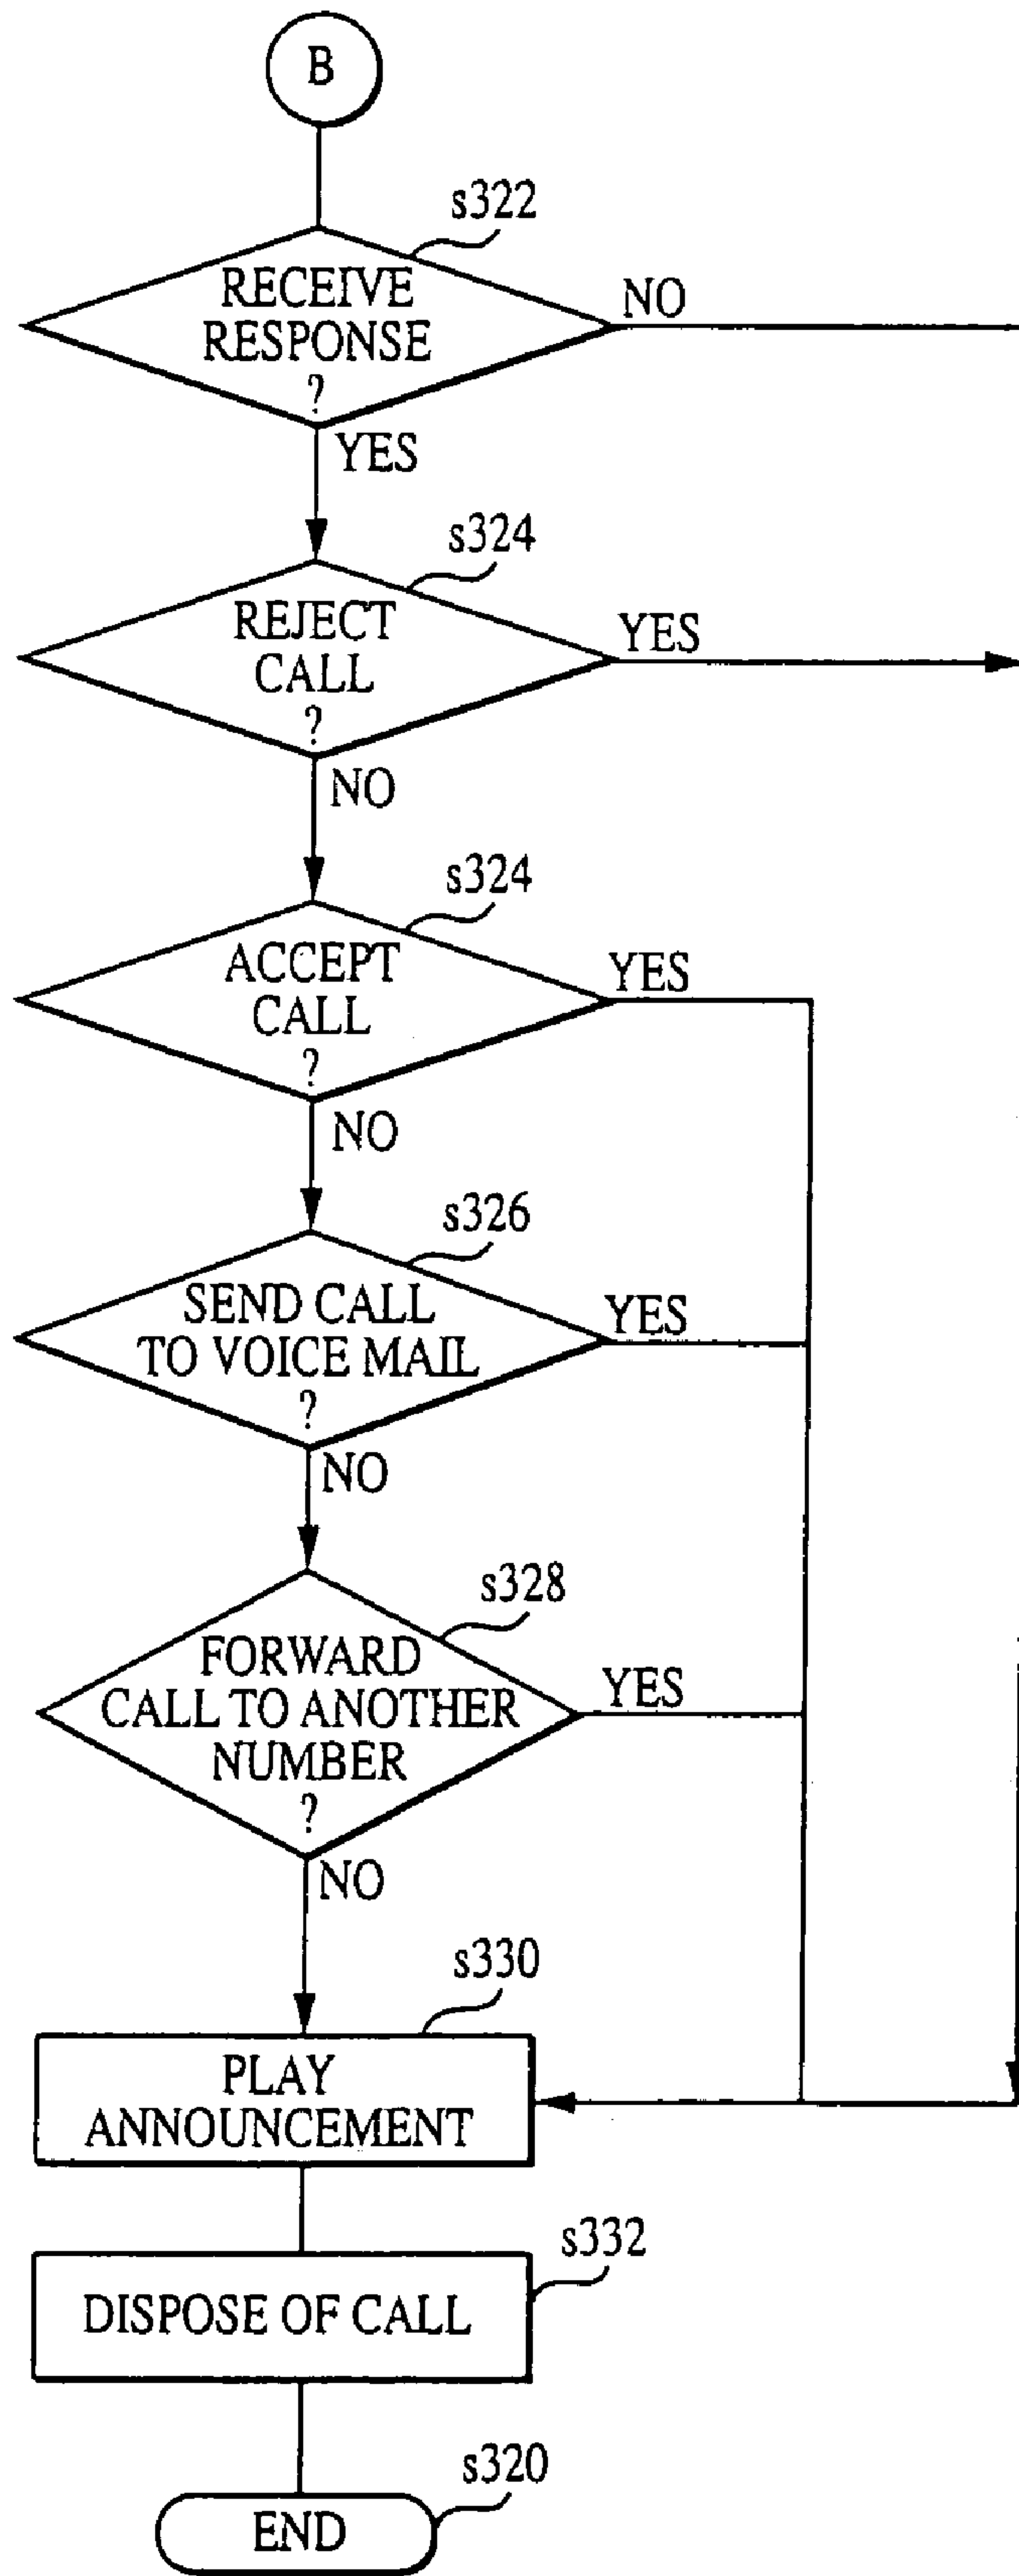 B
s322
RECEIVE
RESPONSE
?
NO
YES
s324
REJECT
CALL
?
YES
NO
s324
ACCEPT
CALL
?
YES
NO
s326
SEND CALL
TO VOICE MAIL
?
YES
NO
s328
FORWARD
CALL TO ANOTHER
NUMBER
?
YES
NO
s330
PLAY
ANNOUNCEMENT
s332
DISPOSE OF CALL
s320
END